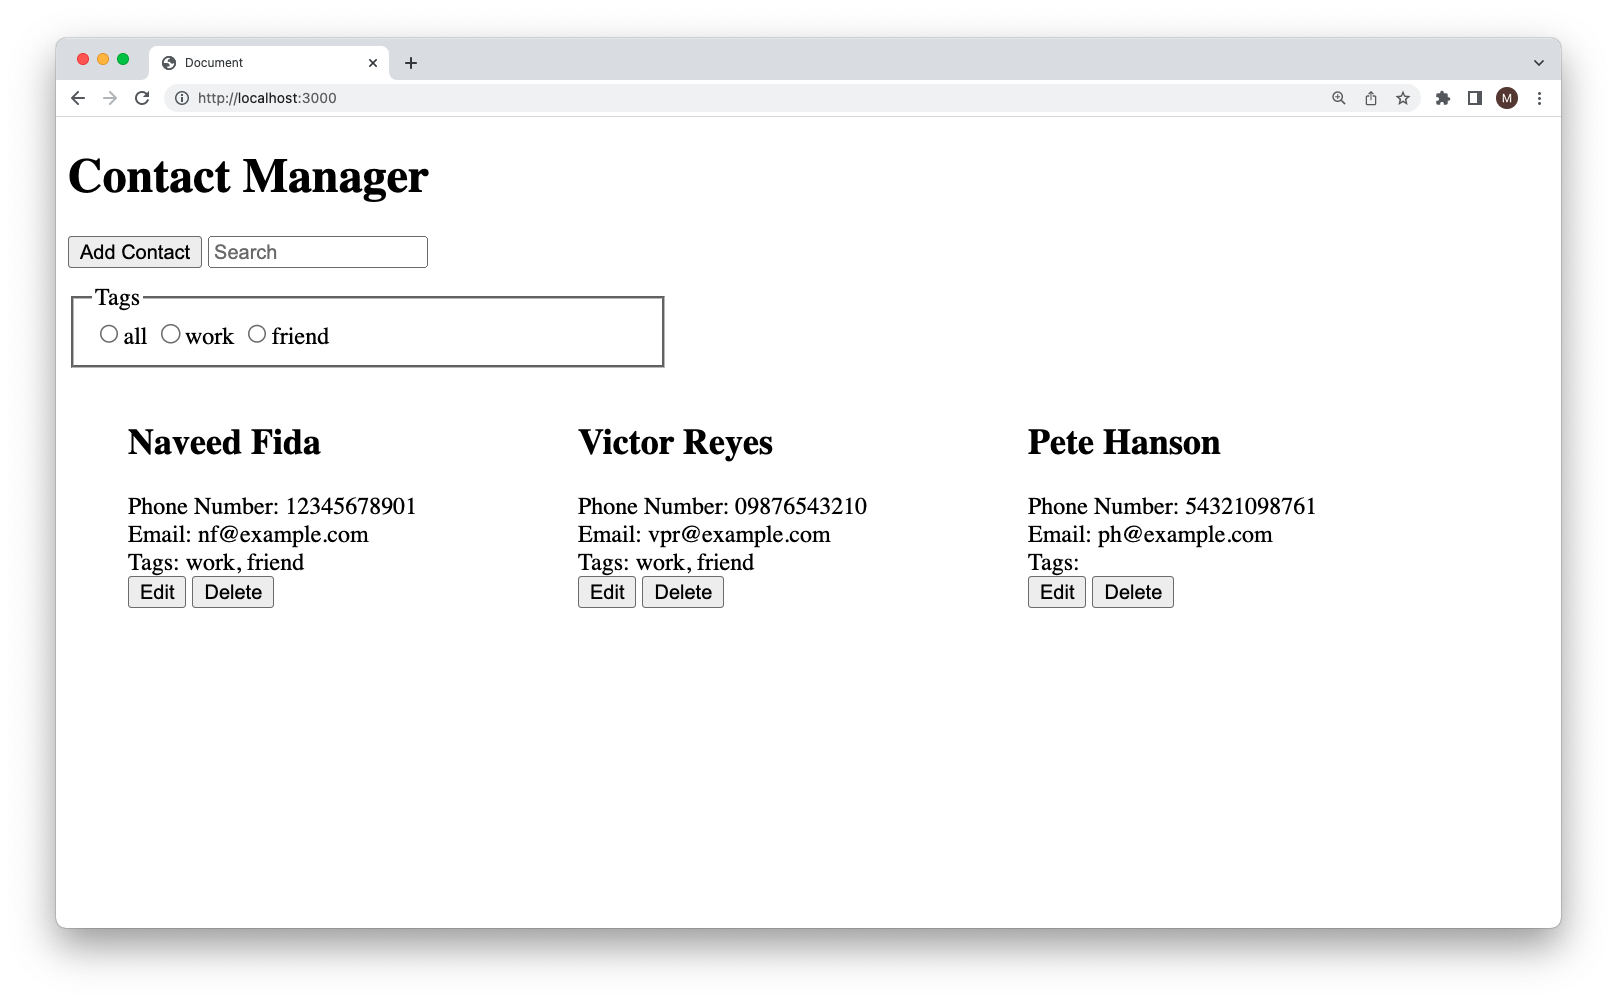 Document
http://localhost:3000
M
Contact Manager
Add Contact Search
Tags
all work friend
Naveed Fida
Phone Number: 12345678901
Email: nf@example.com
Tags: work, friend
Edit Delete
Victor Reyes
Phone Number: 09876543210
Email: vpr@example.com
Tags: work, friend
Edit Delete
Pete Hanson
Phone Number: 54321098761
Email: ph@example.com
Tags:
Edit Delete